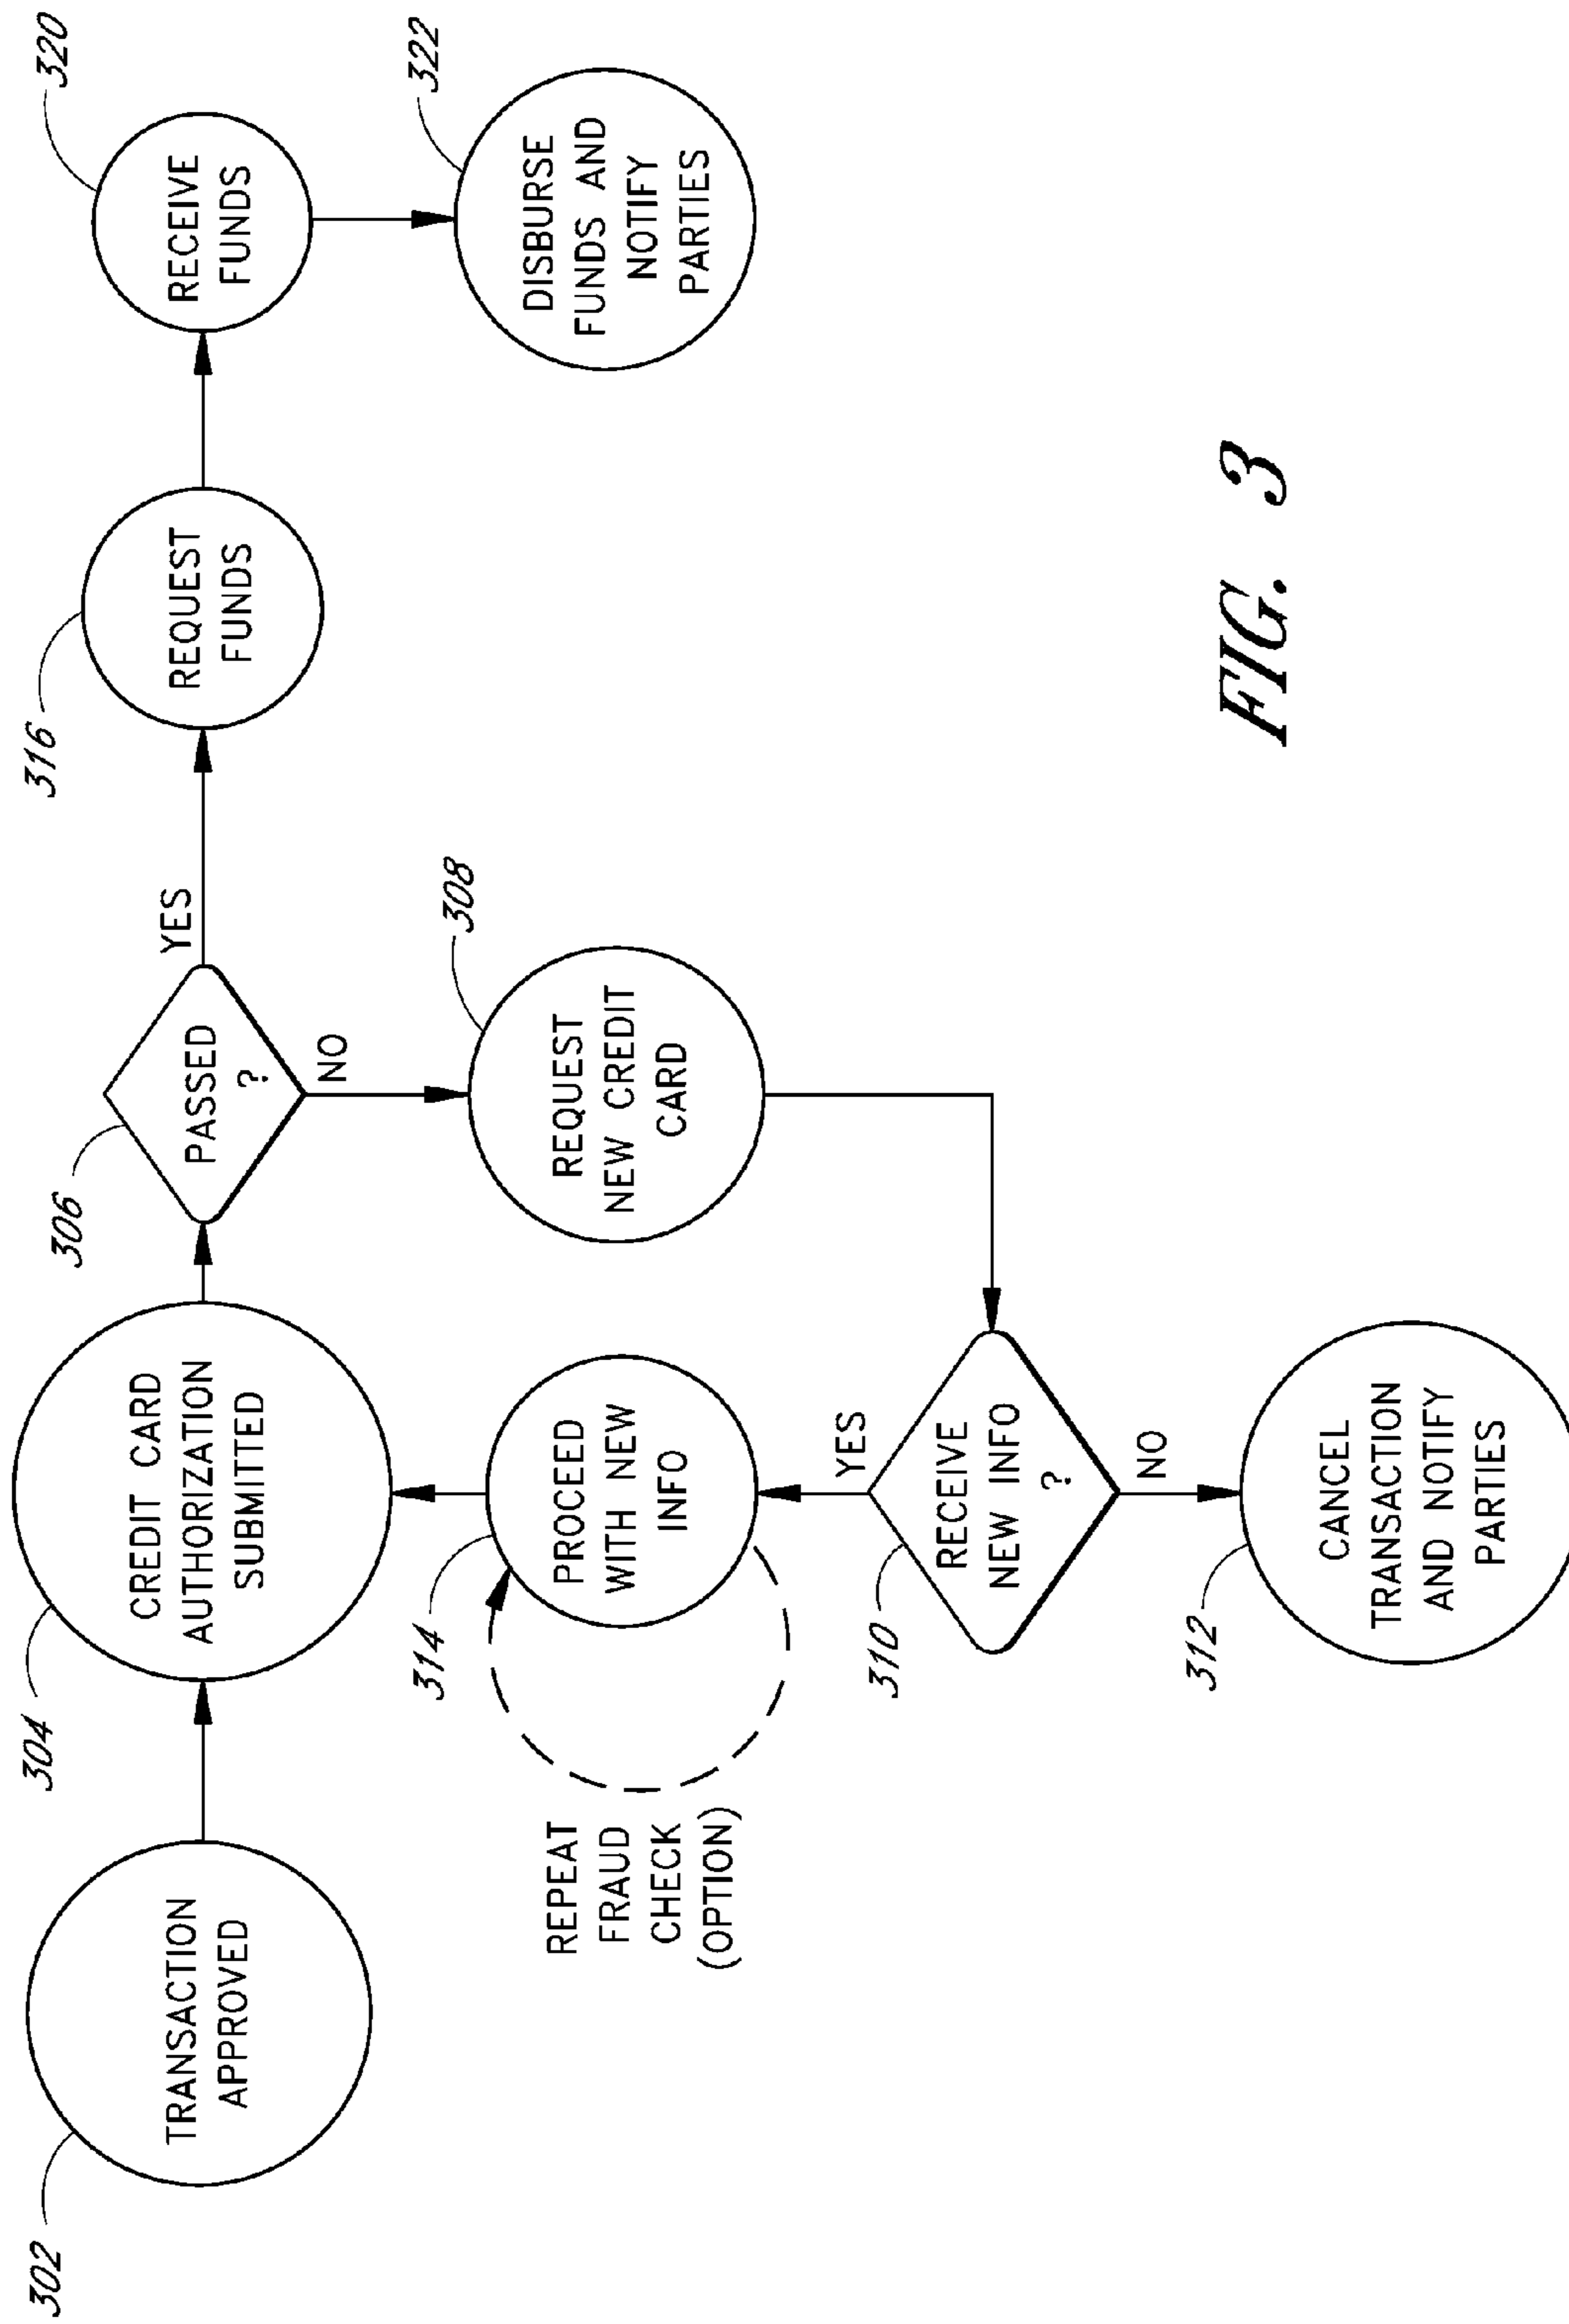 302
TRANSACTION
APPROVED
304
CREDIT CARD
AUTHORIZATION
SUBMITTED
306
PASSED
?
YES
NO
316
REQUEST
FUNDS
320
RECEIVE
FUNDS
322
DISBURSE
FUNDS AND
NOTIFY
PARTIES
308
REQUEST
NEW CREDIT
CARD
314
PROCEED
WITH NEW
INFO
REPEAT
FRAUD
CHECK
(OPTION)
310
RECEIVE
NEW INFO
?
YES
NO
312
CANCEL
TRANSACTION
AND NOTIFY
PARTIES
FIG. 3